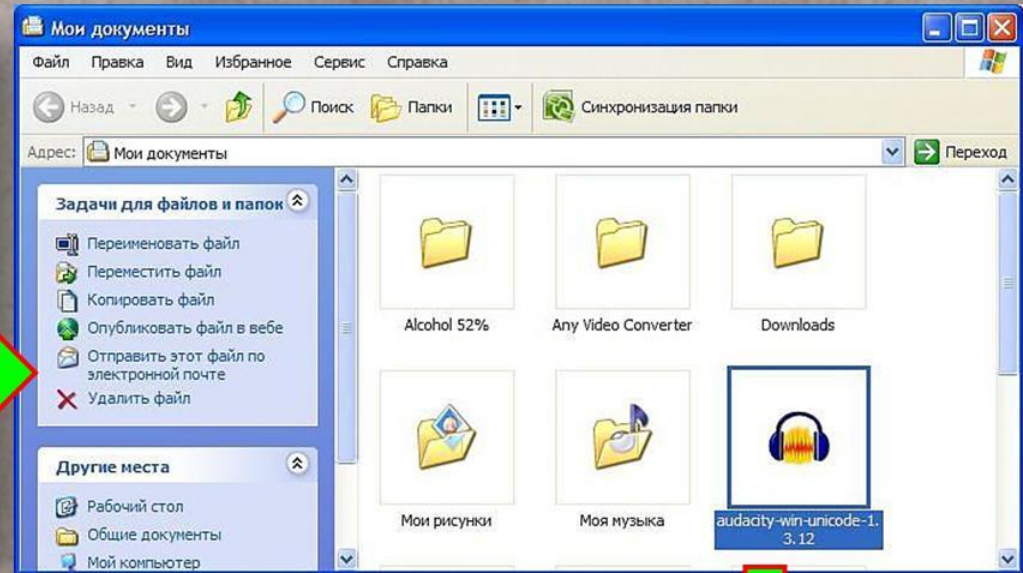 Мои документы
Файл Правка Вид Избранное Сервис Справка
Назад Поиск Папки Синхронизация папки
Адрес: Мои документы Переход
Задачи для файлов и папок
Переименовать файл
Переместить файл
Копировать файл
Опубликовать файл в вебе
Отправить этот файл по
электронной почте
Удалить файл
Другие места
Рабочий стол
Общие документы
Мой компьютер
Alcohol 52% Any Video Converter Downloads
Мои рисунки Моя музыка audacity-win-unicode-1.
3.12